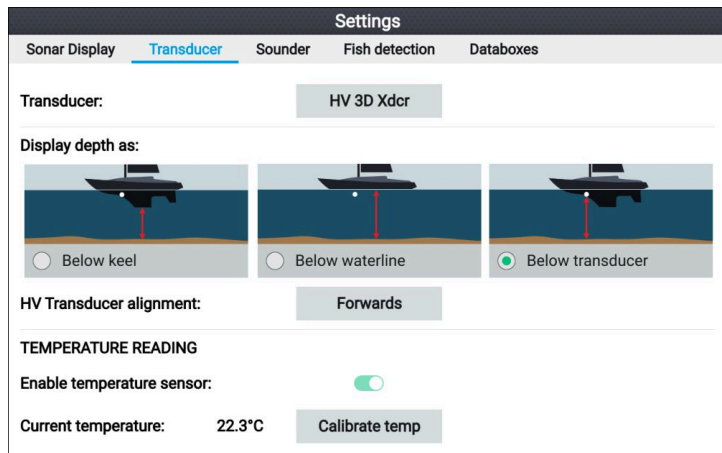 Settings
Sonar Display Transducer Sounder Fish detection Databoxes
Transducer: HV 3D Xdcr
Display depth as:
Below keel Below waterline Below transducer
HV Transducer alignment: Forwards
TEMPERATURE READING
Enable temperature sensor:
Current temperature: 22.3°C Calibrate temp